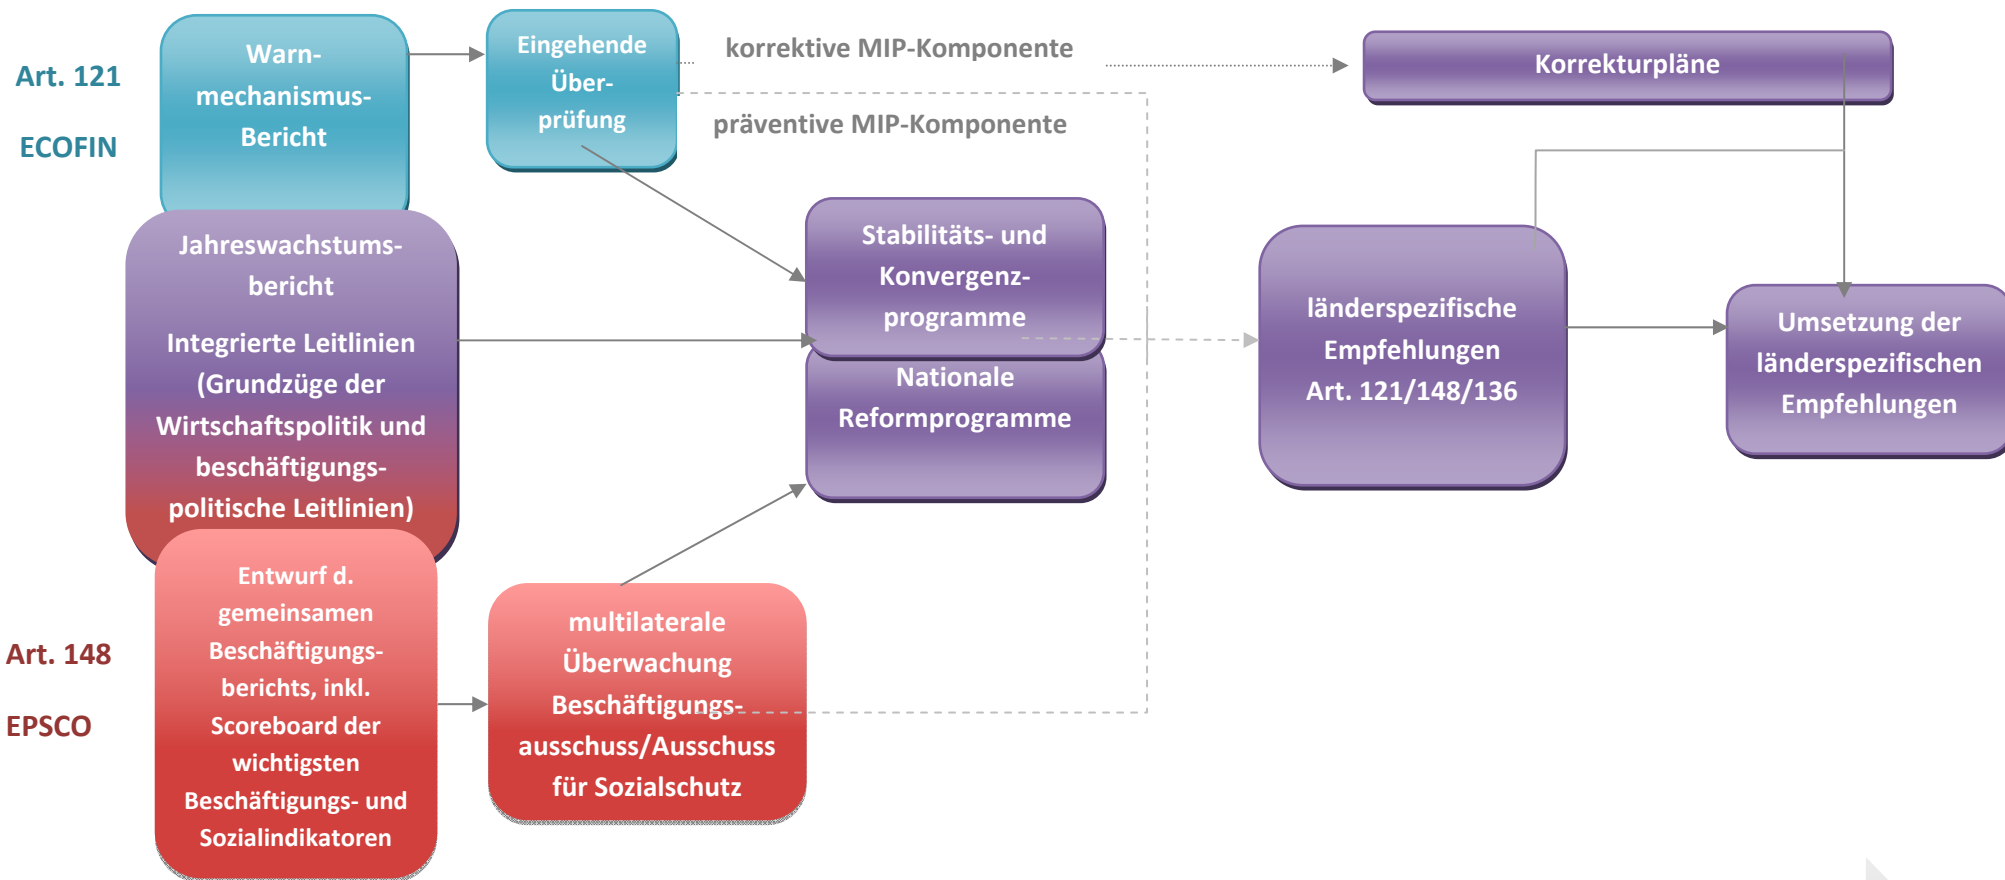 Art. 121
ECOFIN
Warn-
mechanismus-
Bericht
Eingehende
Über-
prüfung
korrektive MIP-Komponente
präventive MIP-Komponente
Korrekturpläne
Jahreswachstums-
bericht
Integrierte Leitlinien
(Grundzüge der
Wirtschaftspolitik und
beschäftigungs-
politische Leitlinien)
Stabilitäts- und
Konvergenz-
programme
Nationale
Reformprogramme
länderspezifische
Empfehlungen
Art. 121/148/136
Umsetzung der
länderspezifischen
Empfehlungen
Art. 148
EPSCO
Entwurf d.
gemeinsamen
Beschäftigungs-
berichts, inkl.
Scoreboard der
wichtigsten
Beschäftigungs- und
Sozialindikatoren
multilaterale
Überwachung
Beschäftigungs-
ausschuss/Ausschuss
für Sozialschutz